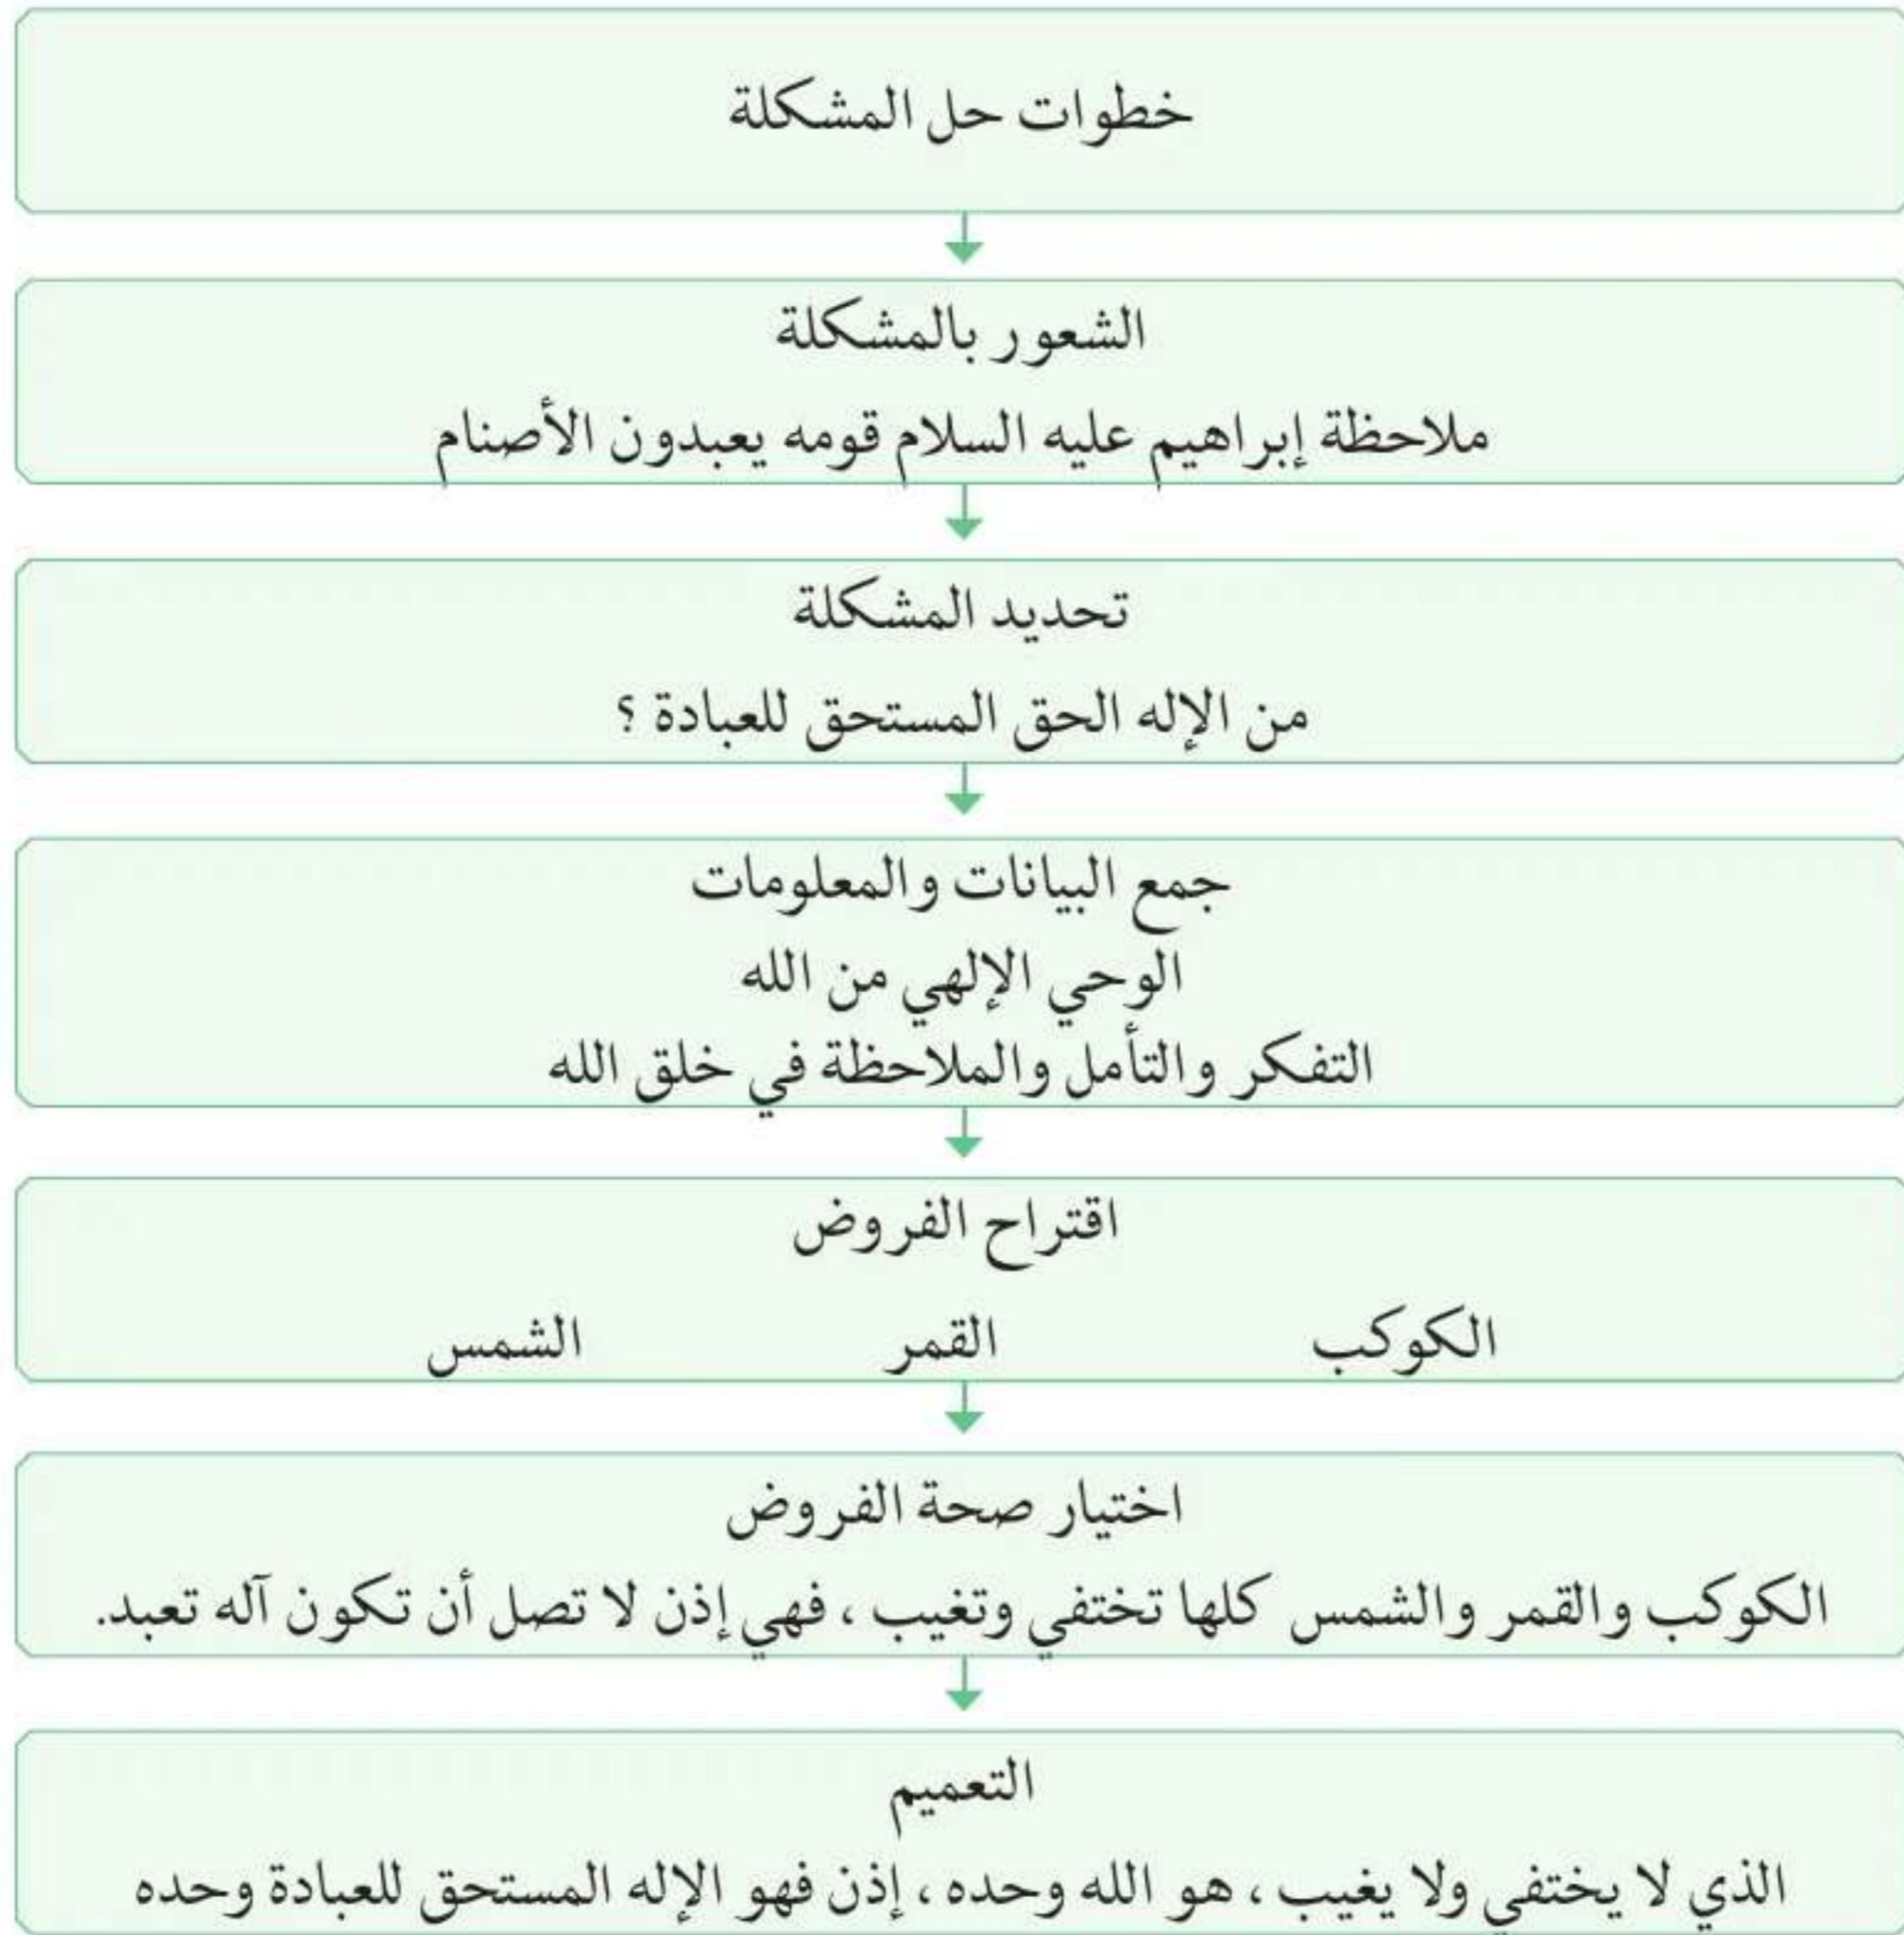 خطوات حل المشكلة
الشعور بالمشكلة
ملاحظة إبراهيم عليه السلام قومه يعبدون الأصنام
تحديد المشكلة
من الإله الحق المستحق للعبادة ؟
جمع البيانات والمعلومات
الوحي الإلهي من الله
التفكر والتأمل والملاحظة في خلق الله
اقتراح الفروض
الكوكب القمر الشمس
اختيار صحة الفروض
الكوكب والقمر والشمس كلها تختفي وتغيب ، فهي إذن لا تصل أن تكون آله تعبد.
التعميم
الذي لا يختفي ولا يغيب ، هو الله وحده ، إذن فهو الإله المستحق للعبادة وحده